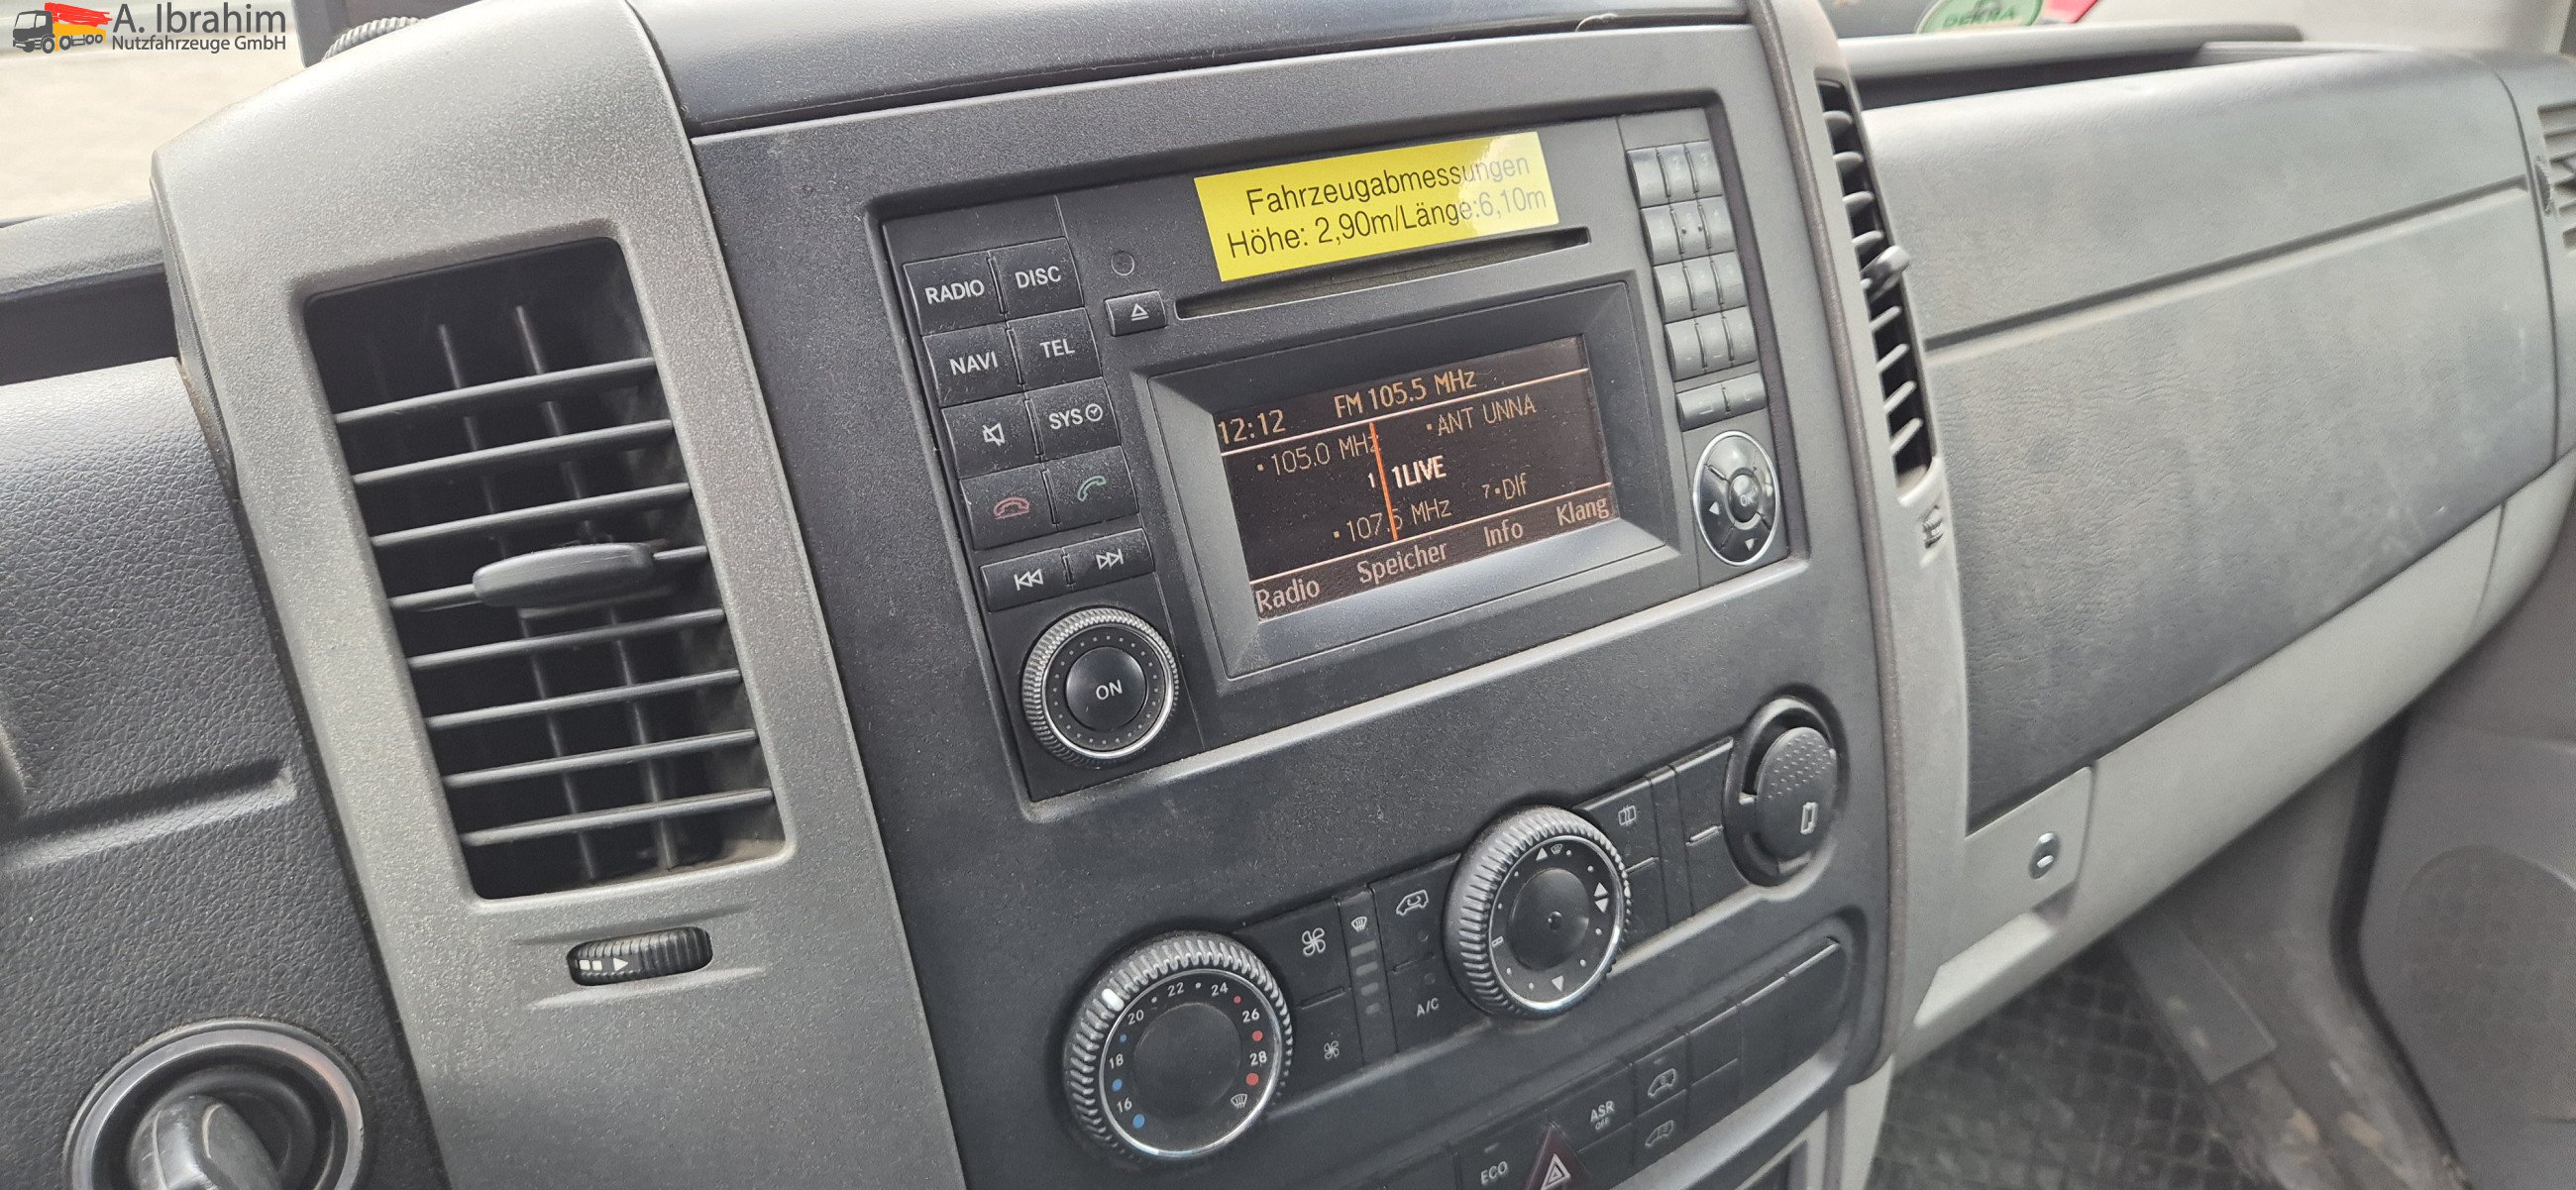 A. Ibrahim
Nutzfahrzeuge GmbH
DEKRA
Fahrzeugabmessungen
Höhe: 2,90m/Länge:6,10m
RADIO DISC
NAVI TEL
SYS
ON
12:12 FM 105.5 MHz
ANT UNNA
105.0 MHz
1 1LIVE
7 Dlf
107.5 MHz
Radio Speicher Info Klang
OK
16 18 20 22 24 26 28
A/C
ASR
OFF
ECO